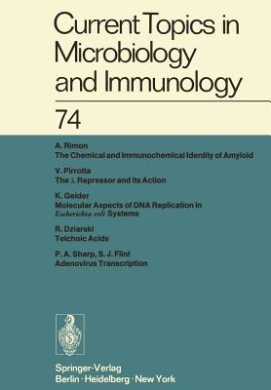 Current Topics in
Microbiology
and Immunology
74
A. Rimon
The Chemical and Immunochemical Identity of Amyloid
V. Pirrotta
The λ Repressor and its Action
K. Geider
Molecular Aspects of DNA Replication in
Escherichia coli Systems
R. Dziarski
Teichoic Acids
P. A. Sharp, S. J. Flint
Adenovirus Transcription
Springer-Verlag
Berlin · Heidelberg · New York